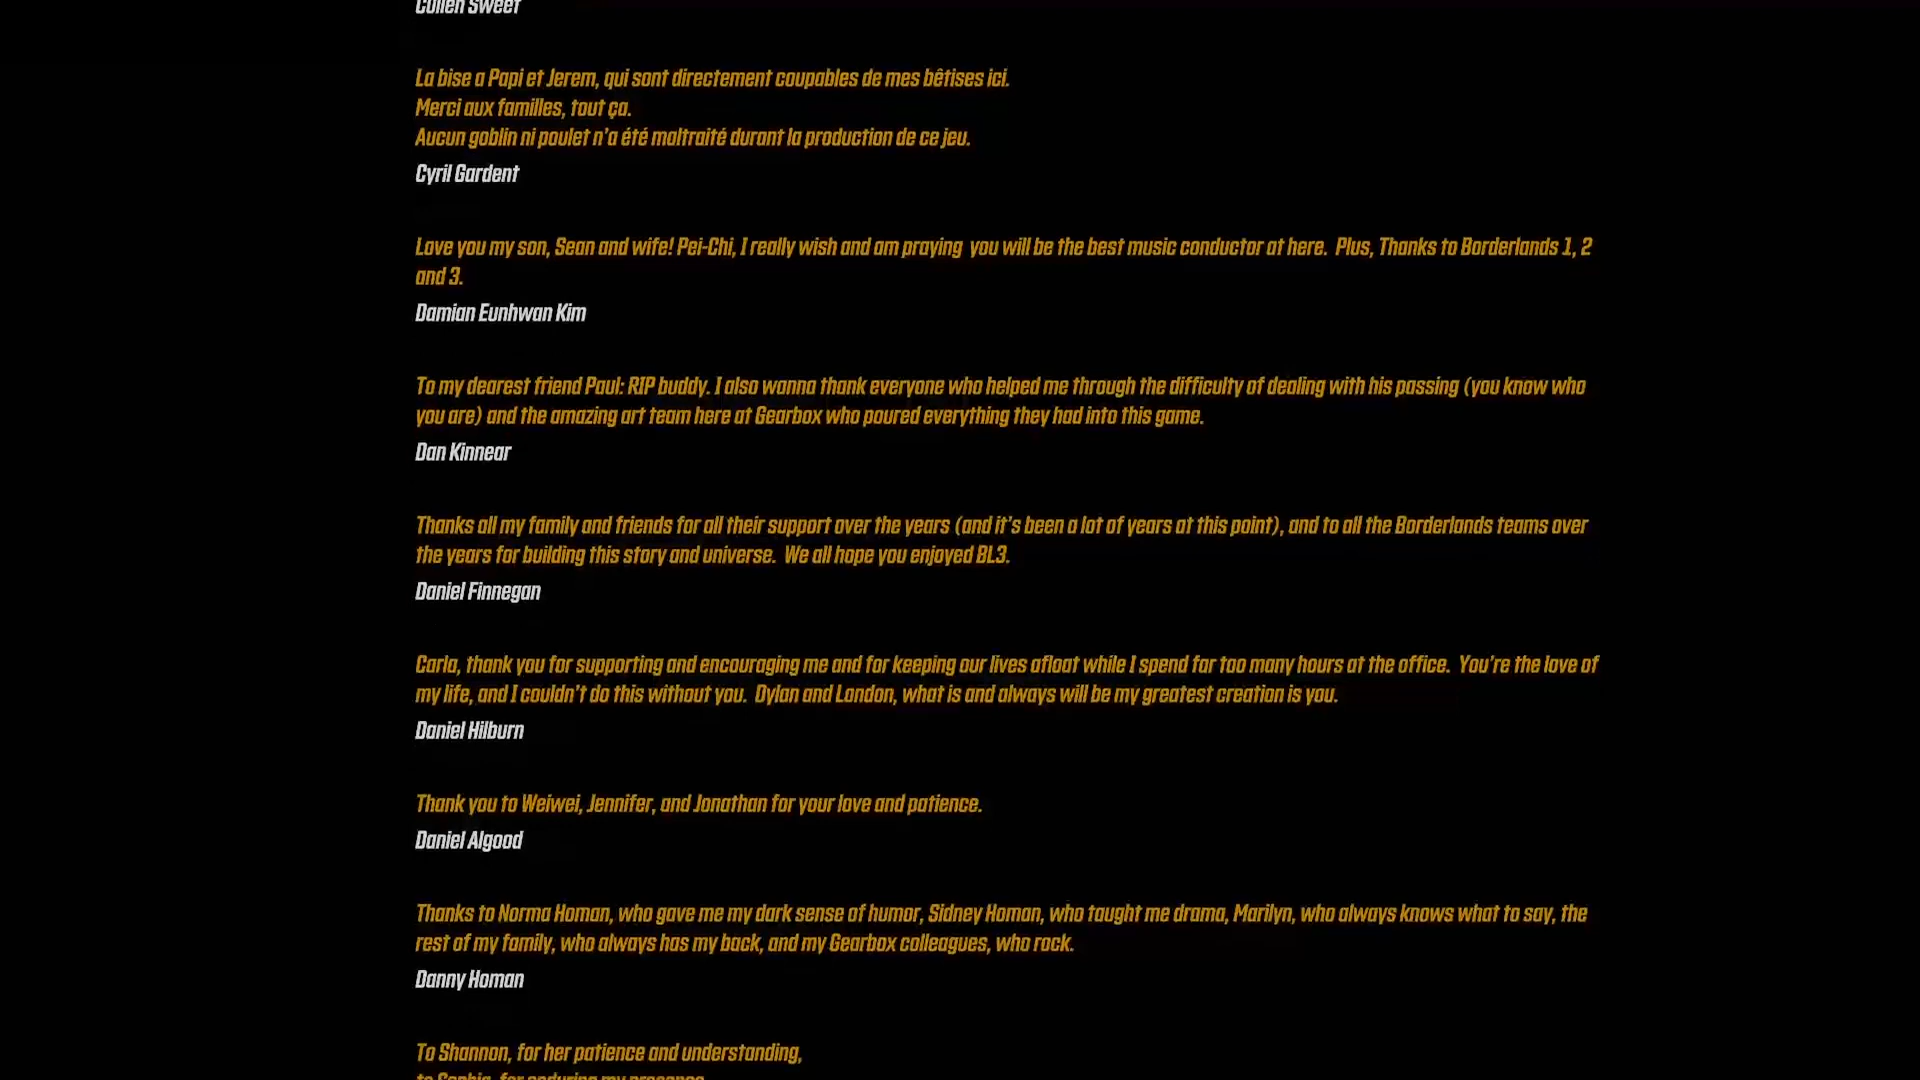 Cullen Sweet
La bise a Papi et Jerem, qui sont directement coupables de mes bêtises ici.
Merci aux familles, tout ça.
Aucun goblin ni poulet n'a été maltraité durant la production de ce jeu.
Cyril Gardent
Love you my son, Sean and wife! Pei-Chi, I really wish and am praying  you will be the best music conductor at here.  Plus, Thanks to Borderlands 1, 2
and 3.
Damian Eunhwan Kim
To my dearest friend Paul: RIP buddy. I also wanna thank everyone who helped me through the difficulty of dealing with his passing (you know who
you are) and the amazing art team here at Gearbox who poured everything they had into this game.
Dan Kinnear
Thanks all my family and friends for all their support over the years (and it's been a lot of years at this point), and to all the Borderlands teams over
the years for building this story and universe.  We all hope you enjoyed BL3.
Daniel Finnegan
Carla, thank you for supporting and encouraging me and for keeping our lives afloat while I spend far too many hours at the office.  You're the love of
my life, and I couldn't do this without you.  Dylan and London, what is and always will be my greatest creation is you.
Daniel Hilburn
Thank you to Weiwei, Jennifer, and Jonathan for your love and patience.
Daniel Algood
Thanks to Norma Homan, who gave me my dark sense of humor, Sidney Homan, who taught me drama, Marilyn, who always knows what to say, the
rest of my family, who always has my back, and my Gearbox colleagues, who rock.
Danny Homan
To Shannon, for her patience and understanding,
to Sophia, for enduring my presence